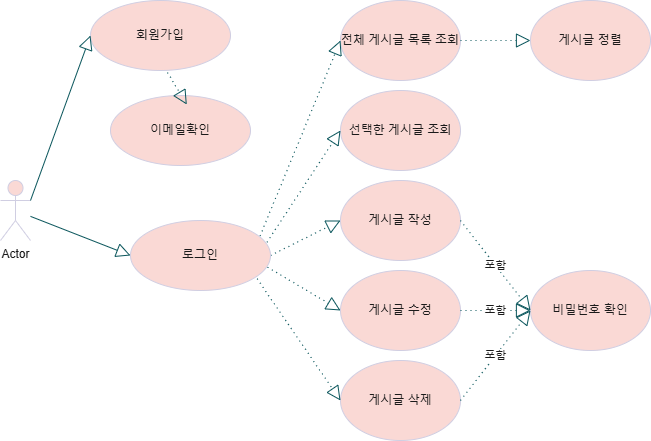 회원가입
이메일확인
Actor
로그인
전체 게시글 목록 조회
게시글 정렬
선택한 게시글 조회
게시글 작성
포함
게시글 수정
포함
비밀번호 확인
포함
게시글 삭제